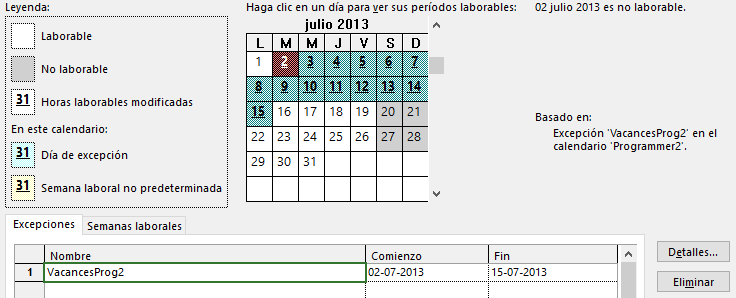 Leyenda:
Haga clic en un día para ver sus períodos laborables:
02 julio 2013 es no laborable.
Laborable
No laborable
31 Horas laborables modificadas
En este calendario:
31 Día de excepción
31 Semana laboral no predeterminada
julio 2013
L M M J V S D
1 2 3 4 5 6 7
8 9 10 11 12 13 14
15 16 17 18 19 20 21
22 23 24 25 26 27 28
29 30 31
Basado en:
Excepción 'VacancesProg2' en el
calendario 'Programmer2'.
Excepciones Semanas laborales
Nombre Comienzo Fin
1 VacancesProg2 02-07-2013 15-07-2013
Detalles...
Eliminar